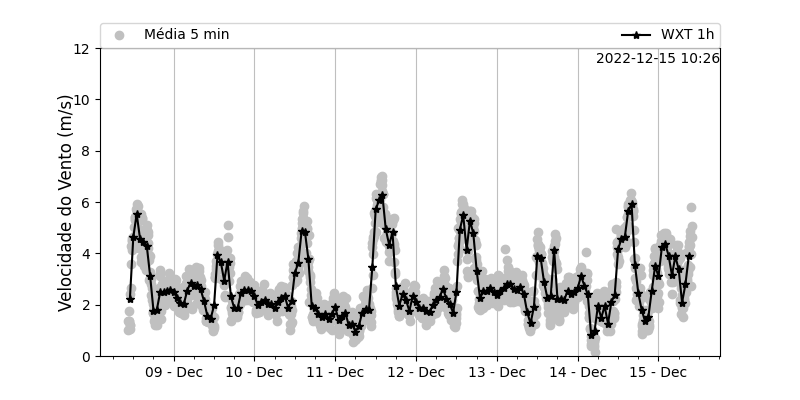 Média 5 min
WXT 1h
2022-12-15 10:26
Velocidade do Vento (m/s)
12
10
8
6
4
2
0
09 - Dec
10 - Dec
11 - Dec
12 - Dec
13 - Dec
14 - Dec
15 - Dec